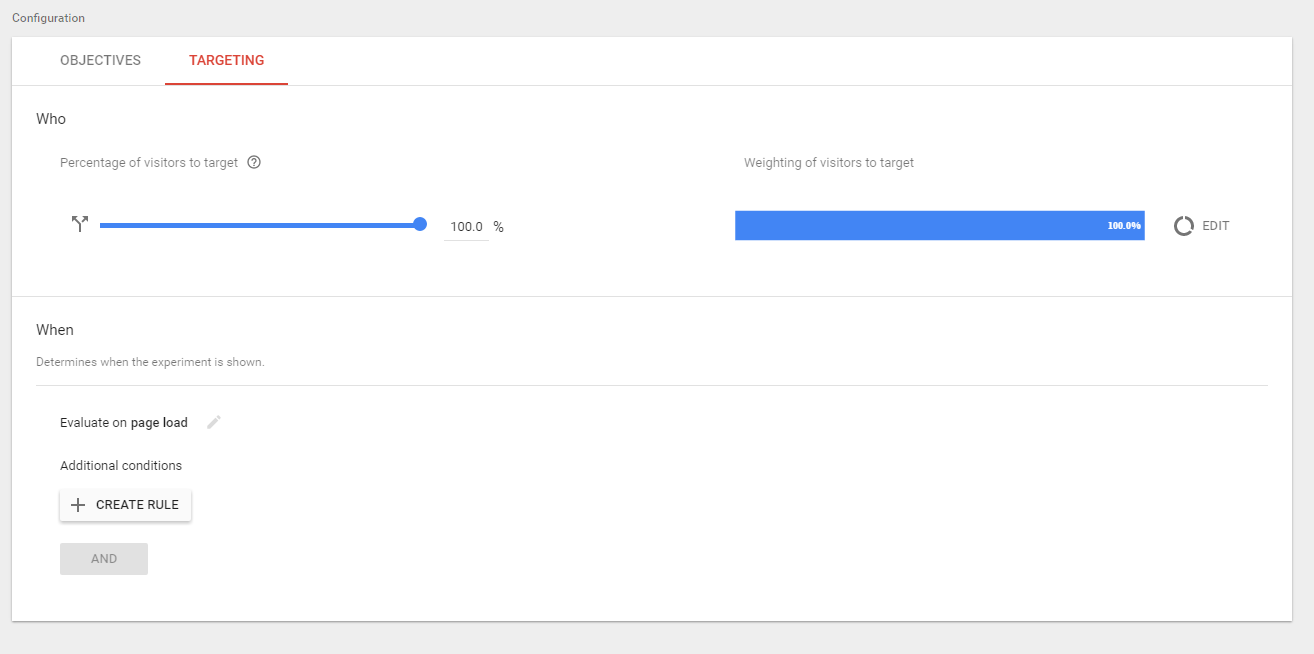 Configuration
OBJECTIVES TARGETING
Who
Percentage of visitors to target ?
Weighting of visitors to target
100.0 %
100.0%
EDIT
When
Determines when the experiment is shown.
Evaluate on page load
Additional conditions
CREATE RULE
AND